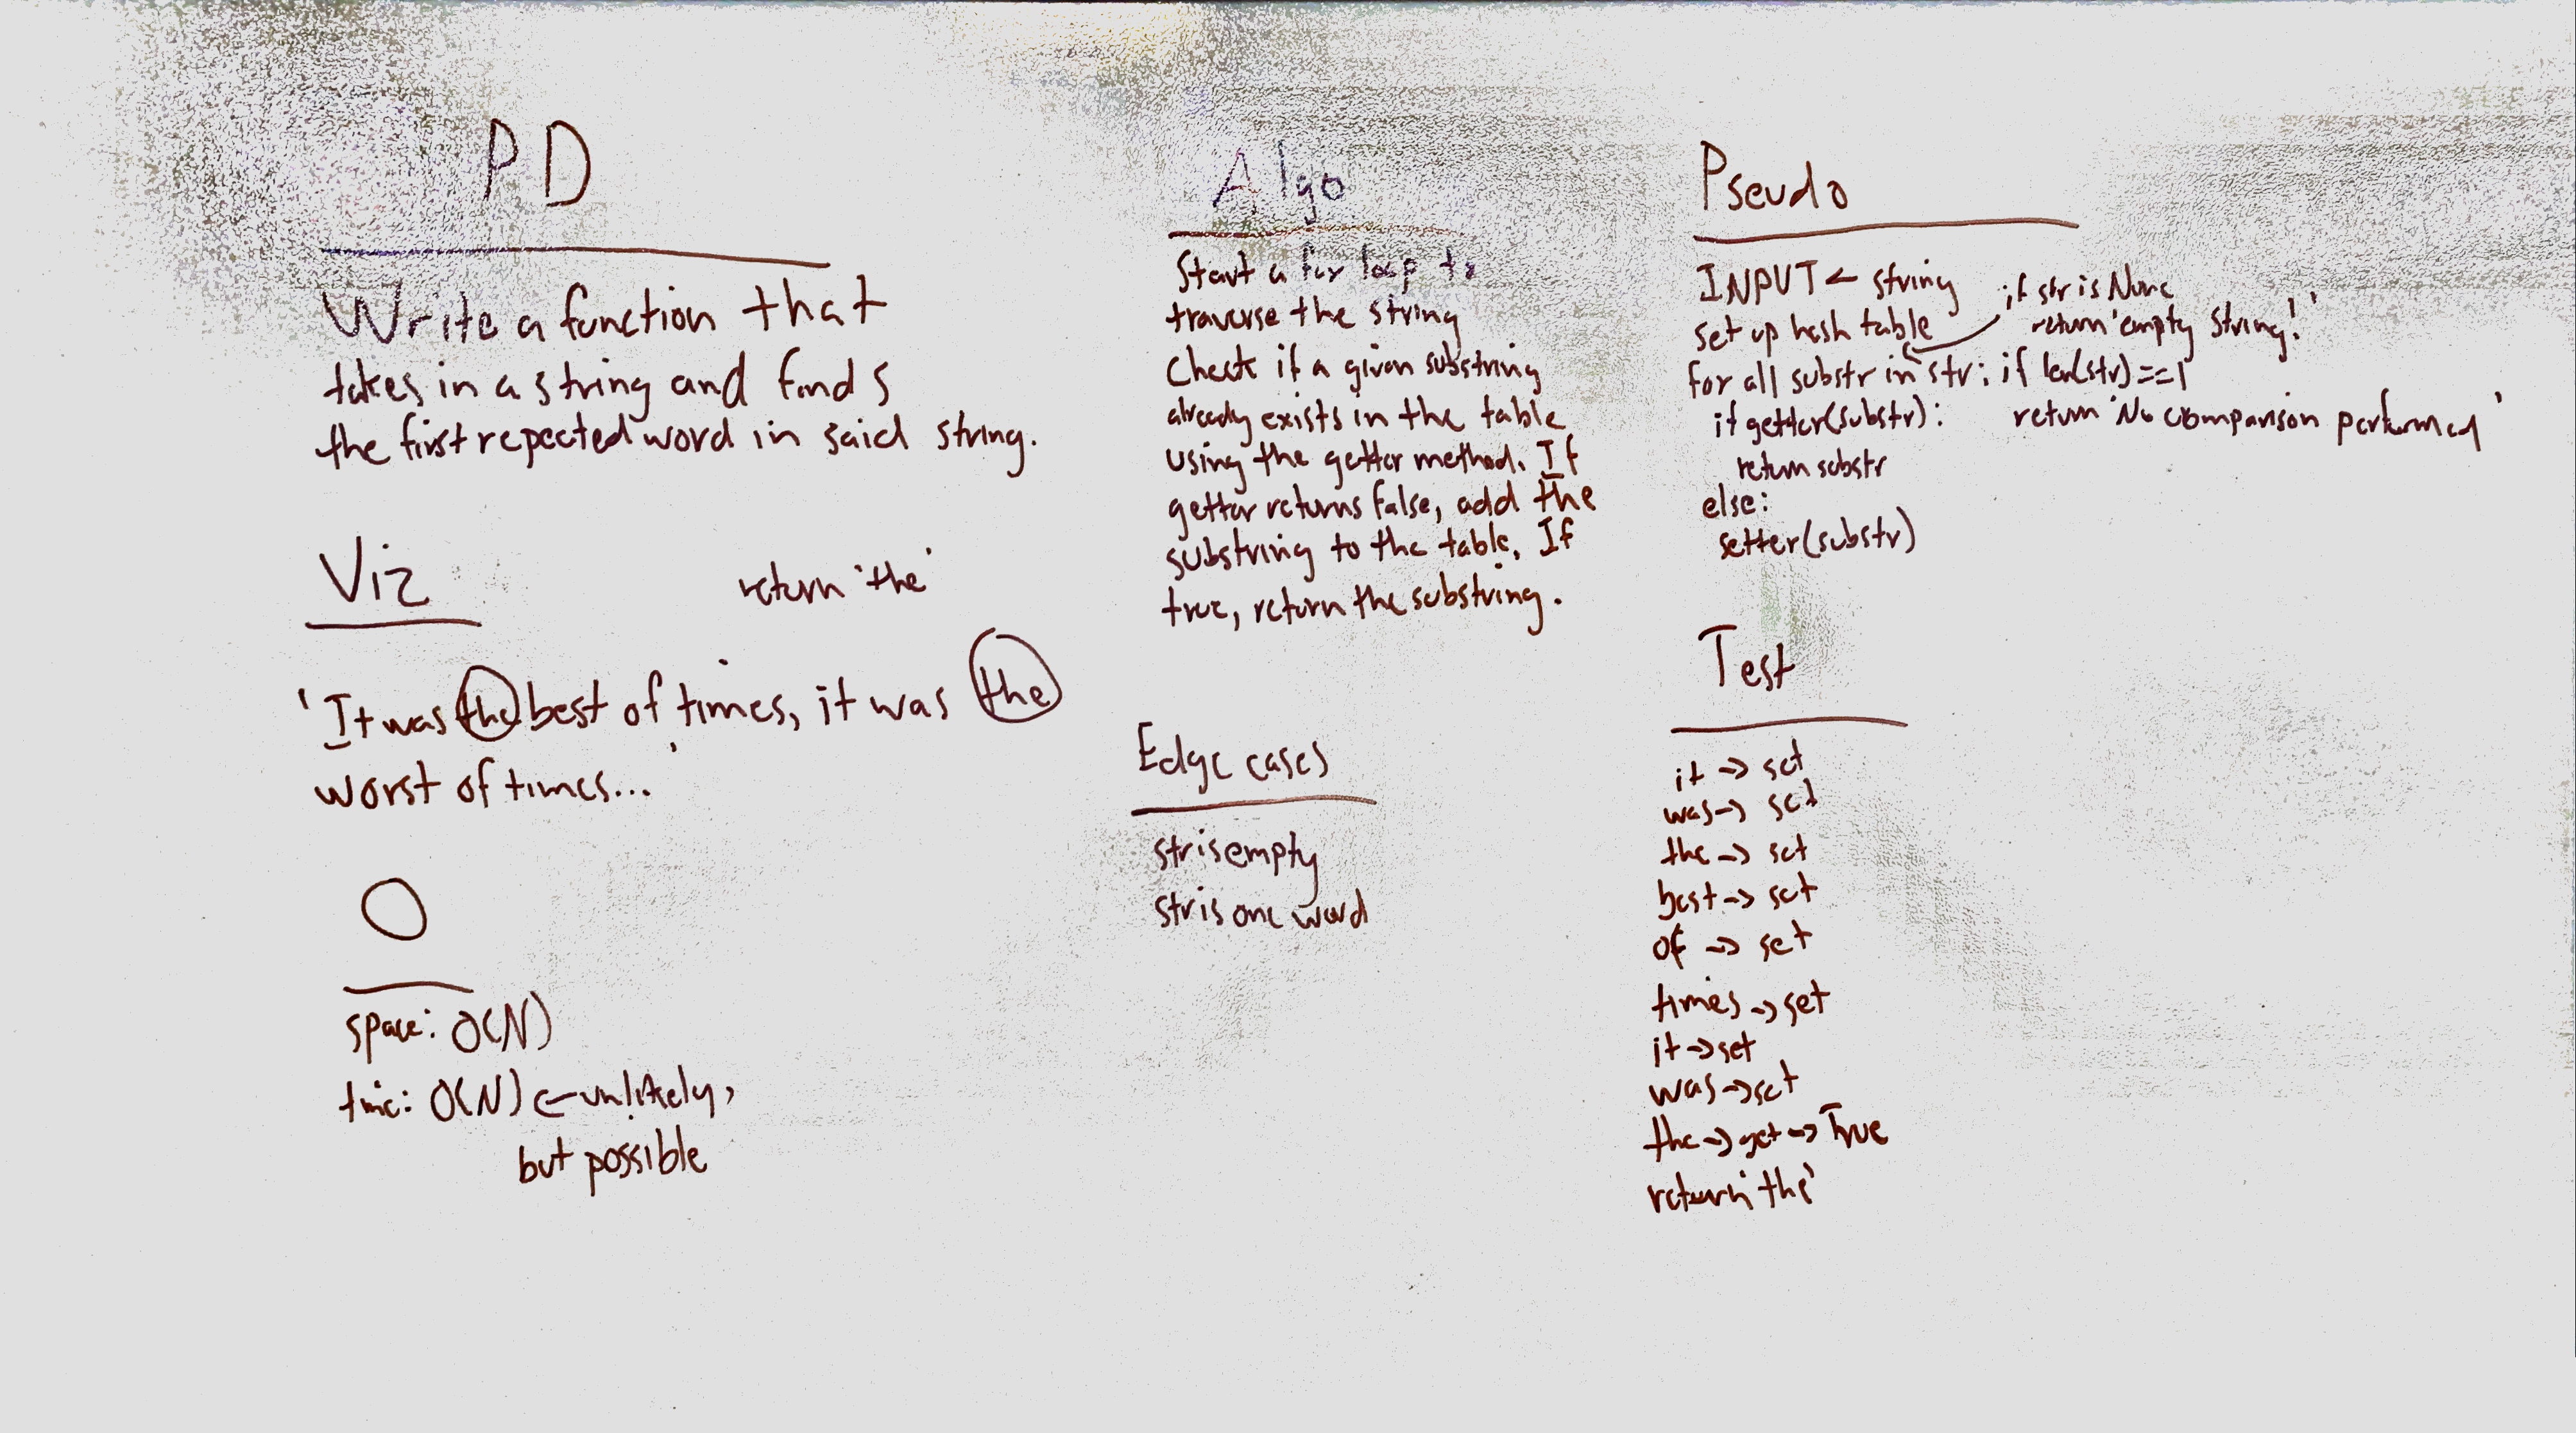 PD
Write a function that
takes in a string and finds
the first repeated word in said string.
Viz
return 'the'
'It was the best of times, it was the
worst of times...'
O
space: O(N)
time: O(N) <- unlikely,
but possible
Algo
Start a for loop to
traverse the string
Check if a given substring
already exists in the table
using the getter method. If
getter returns false, add the
substring to the table. If
true, return the substring.
Edge cases
str is empty
str is one word
Pseudo
INPUT <- string
set up hash table
if str is None
return 'empty string!'
for all substr in str: if len(str)==1
if getter(substr): return 'No comparison performed'
return substr
else:
setter(substr)
Test
it -> set
was -> set
the -> set
best -> set
of -> set
times -> set
it -> set
was -> set
the -> get -> True
return 'the'